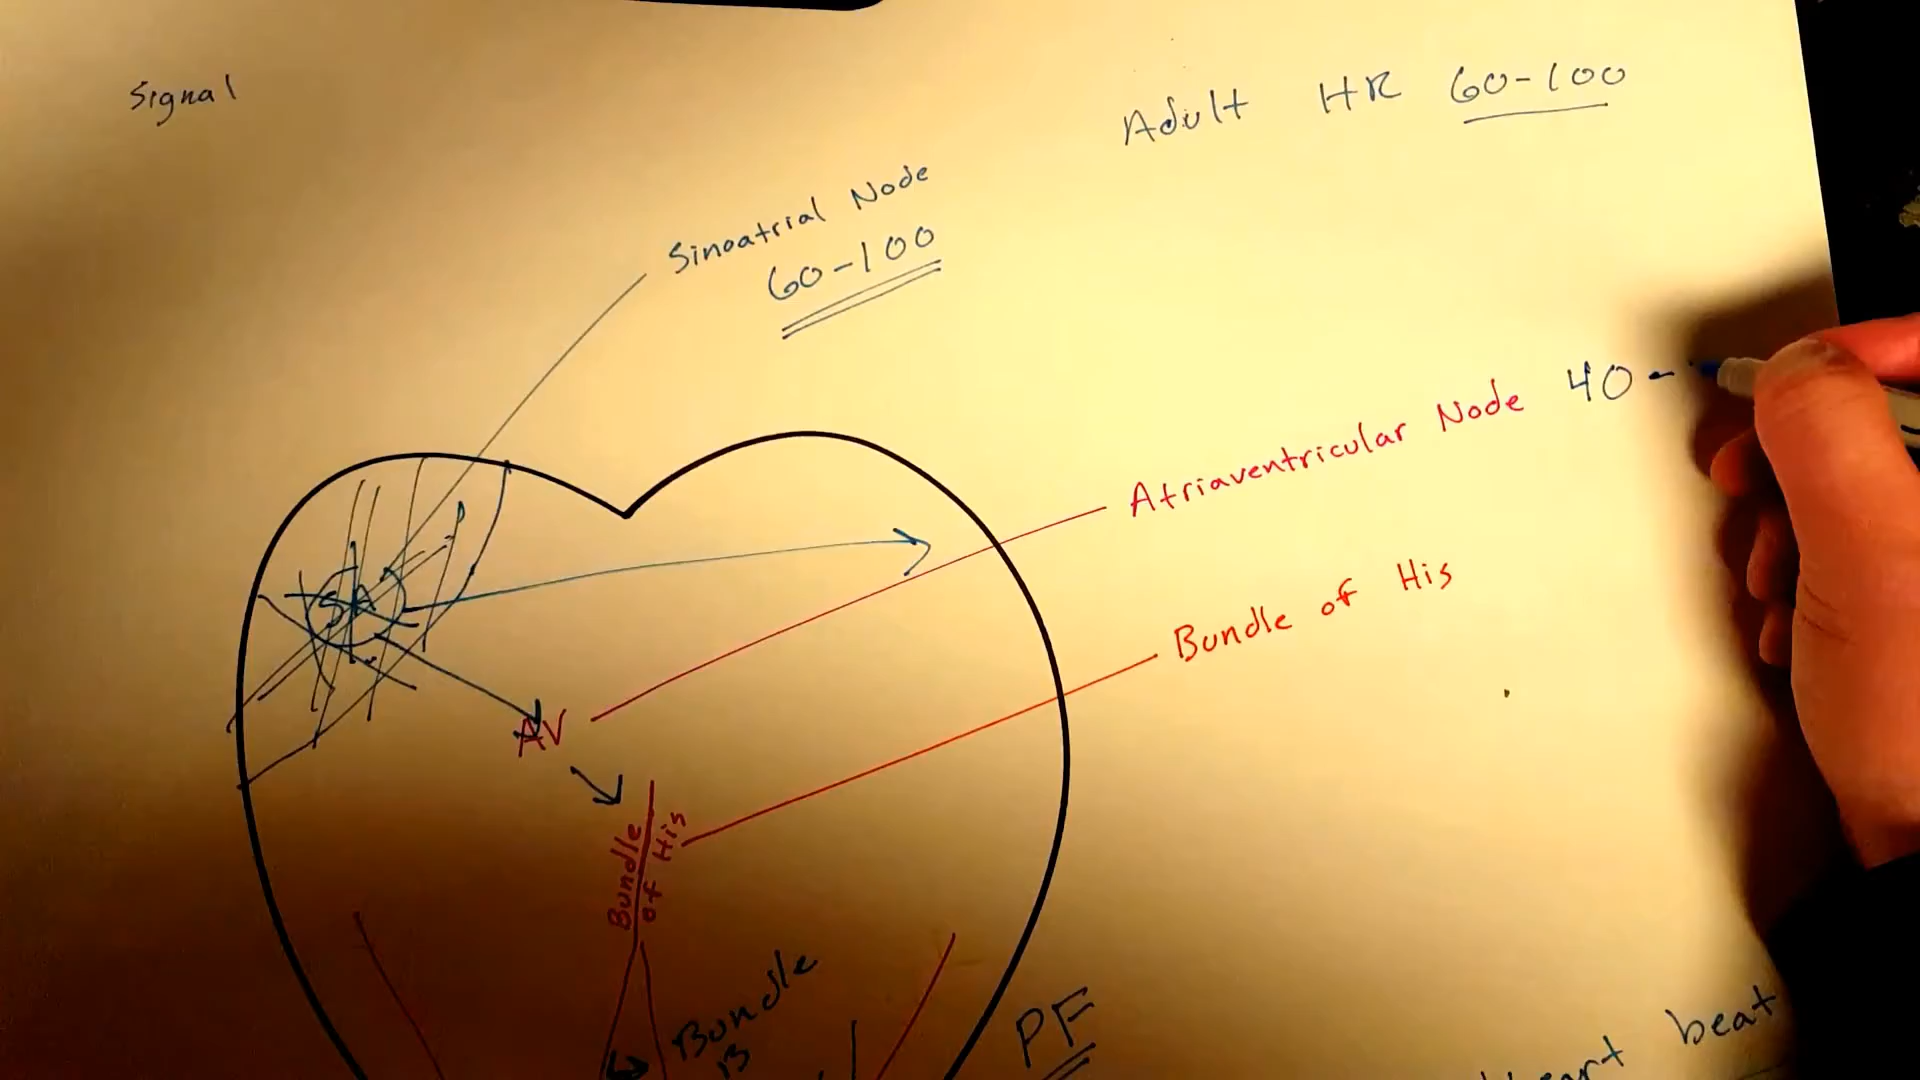 Signal
Adult HR 60-100
Sinoatrial Node
60-100
Atriaventricular Node 40-
Bundle of His
SA
AV
Bundle
of His
Bundle
B
PF
Heart beat